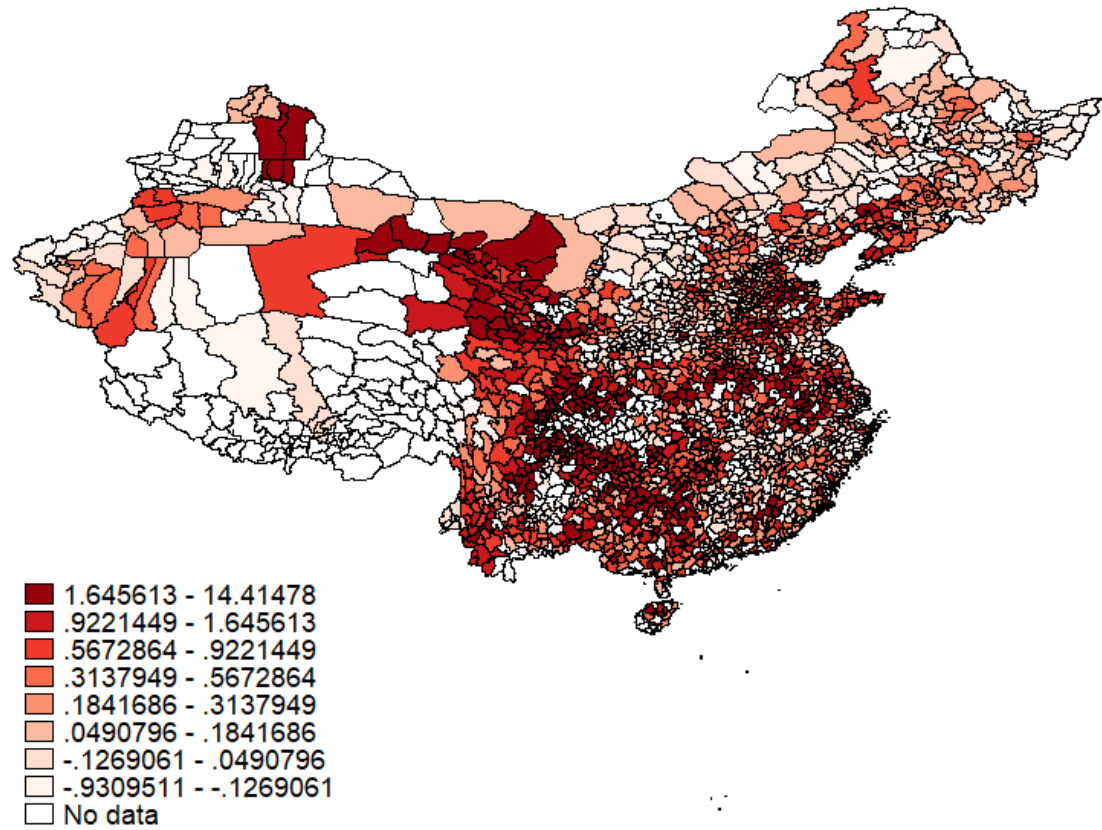 1.645613 - 14.41478
.9221449 - 1.645613
.5672864 - .9221449
.3137949 - .5672864
.1841686 - .3137949
.0490796 - .1841686
-.1269061 - .0490796
-.9309511 - -.1269061
No data